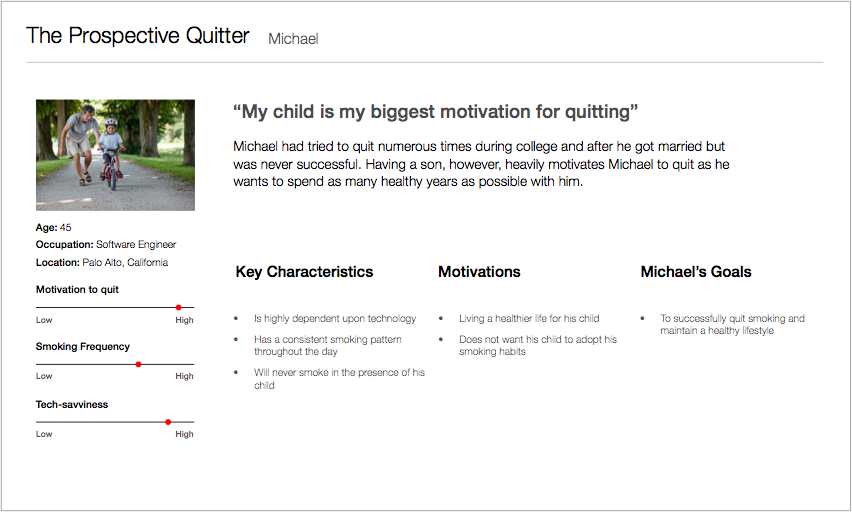 The Prospective Quitter Michael
“My child is my biggest motivation for quitting”
Michael had tried to quit numerous times during college and after he got married but
was never successful. Having a son, however, heavily motivates Michael to quit as he
wants to spend as many healthy years as possible with him.
Age: 45
Occupation: Software Engineer
Location: Palo Alto, California
Motivation to quit
Low High
Smoking Frequency
Low High
Tech-savviness
Low High
Key Characteristics
• Is highly dependent upon technology
• Has a consistent smoking pattern
throughout the day
• Will never smoke in the presence of his
child
Motivations
• Living a healthier life for his child
• Does not want his child to adopt his
smoking habits
Michael’s Goals
• To successfully quit smoking and
maintain a healthy lifestyle